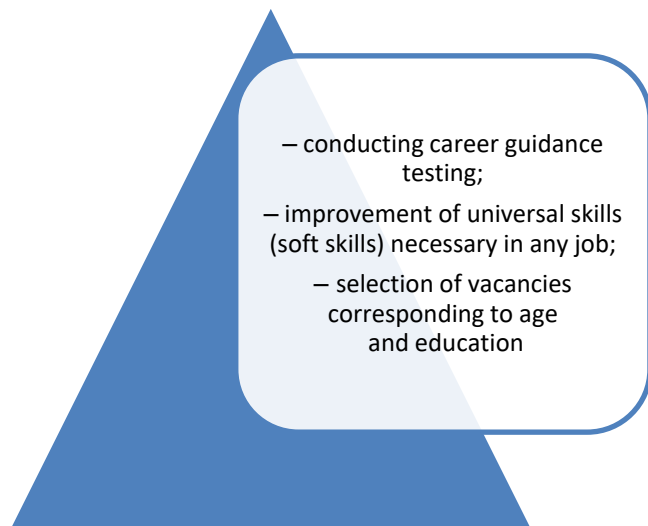 – conducting career guidance
testing;
– improvement of universal skills
(soft skills) necessary in any job;
– selection of vacancies
corresponding to age
and education